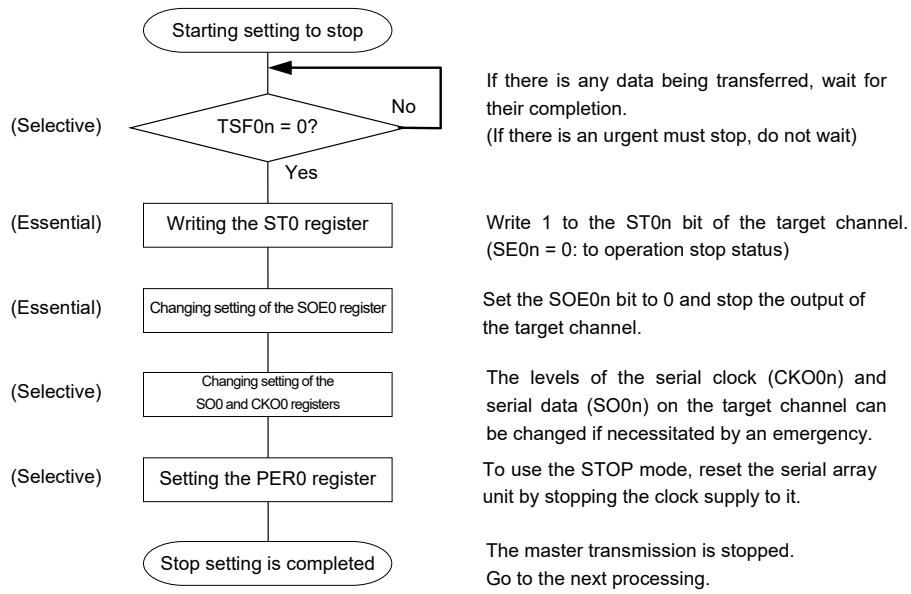 Starting setting to stop
If there is any data being transferred, wait for
their completion.
(If there is an urgent must stop, do not wait)
(Selective)
TSF0n = 0?
No
Yes
(Essential)
Writing the ST0 register
Write 1 to the ST0n bit of the target channel.
(SE0n = 0: to operation stop status)
(Essential)
Changing setting of the SOE0 register
Set the SOE0n bit to 0 and stop the output of
the target channel.
(Selective)
Changing setting of the
SO0 and CKO0 registers
The levels of the serial clock (CKO0n) and
serial data (SO0n) on the target channel can
be changed if necessitated by an emergency.
(Selective)
Setting the PER0 register
To use the STOP mode, reset the serial array
unit by stopping the clock supply to it.
Stop setting is completed
The master transmission is stopped.
Go to the next processing.